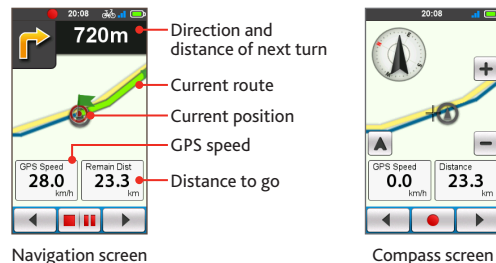 20:08
720m
Direction and
distance of next turn
Current route
Current position
GPS speed
Distance to go
GPS Speed
28.0
km/h
Remain Dist.
23.3
km
Navigation screen
20:08
GPS Speed
0.0
km/h
Distance
23.3
km
Compass screen